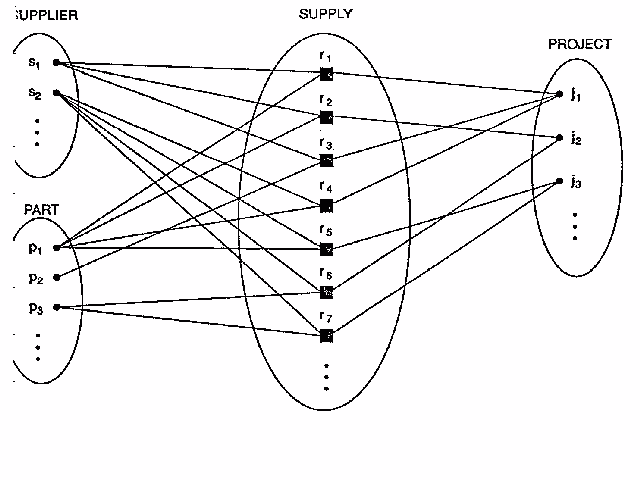 SUPPLIER
SUPPLY
PROJECT
s1
s2
PART
p1
p2
p3
r1
r2
r3
r4
r5
r6
r7
j1
j2
j3